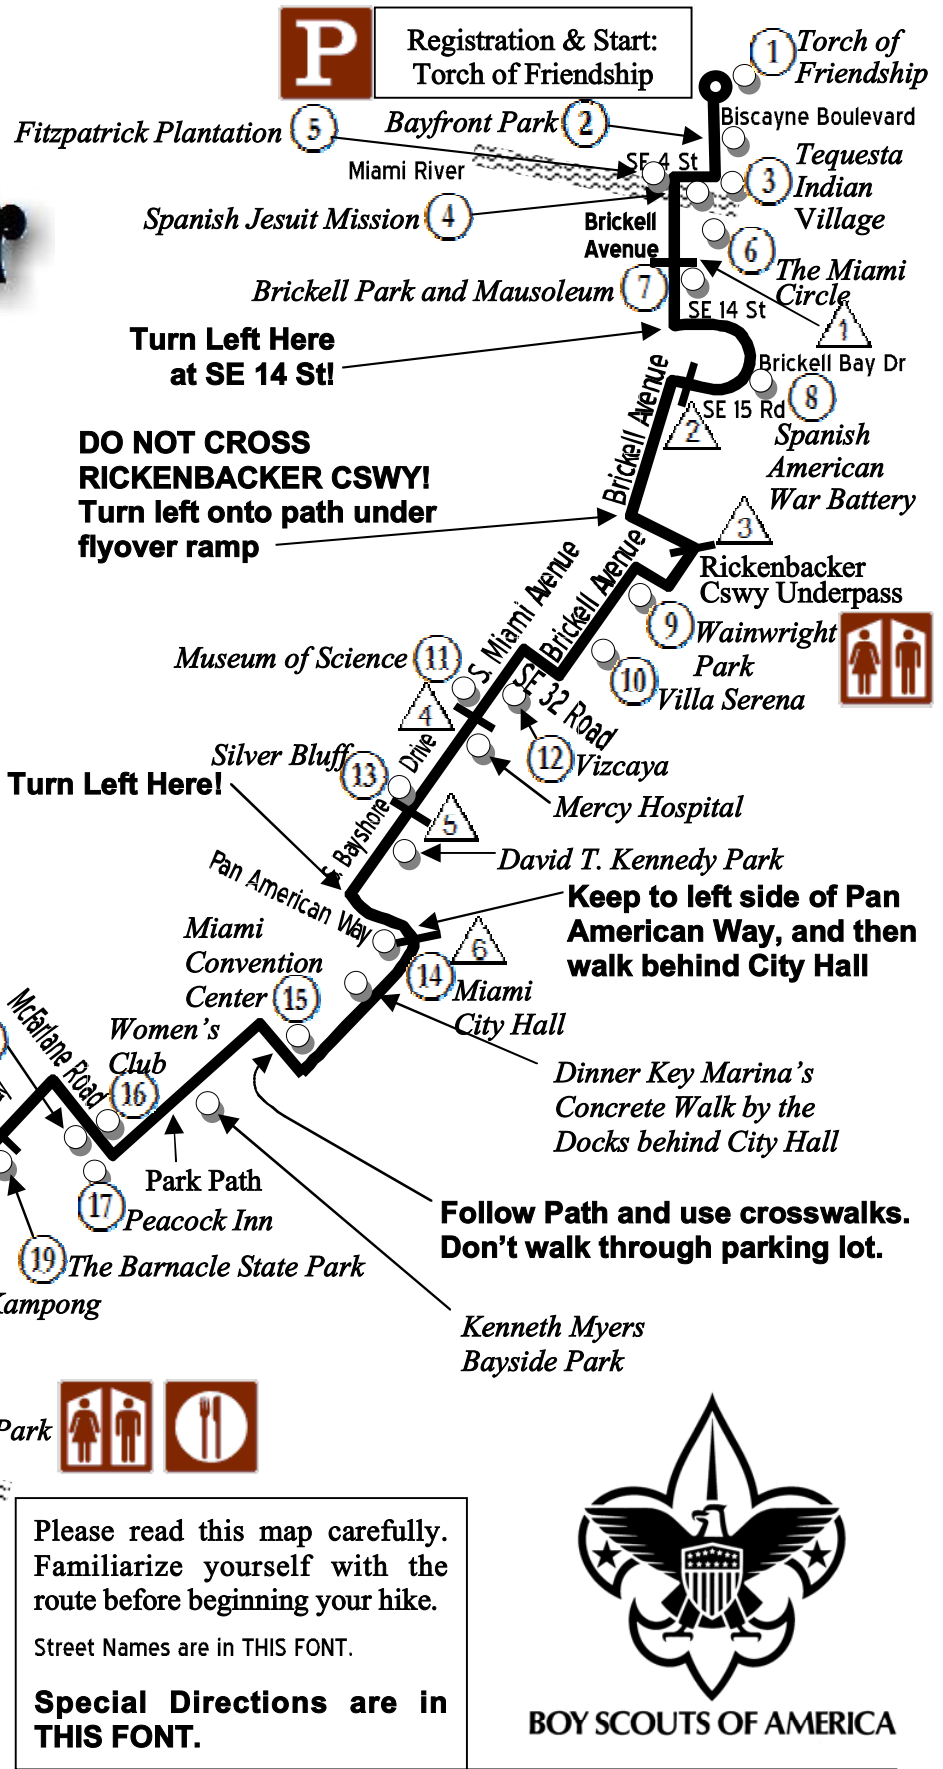 P
Registration & Start:
Torch of Friendship
1
Torch of
Friendship
Biscayne Boulevard
Fitzpatrick Plantation 5
Bayfront Park 2
Miami River
SE 4 St
3
Tequesta
Indian
Village
Spanish Jesuit Mission 4
Brickell
Avenue
6
The Miami
Circle
Brickell Park and Mausoleum 7
SE 14 St
1
Turn Left Here
at SE 14 St!
Brickell Bay Dr
Brickell Avenue
2
SE 15 Rd
8
Spanish
American
War Battery
DO NOT CROSS
RICKENBACKER CSWY!
Turn left onto path under
flyover ramp
3
Rickenbacker
Cswy Underpass
S. Miami Avenue
Brickell Avenue
9
Wainwright
Park
Museum of Science 11
10
Villa Serena
SE 32 Road
4
12
Vizcaya
Silver Bluff
13
Turn Left Here!
Mercy Hospital
S. Bayshore Drive
5
David T. Kennedy Park
Pan American Way
Keep to left side of Pan
American Way, and then
walk behind City Hall
6
14
Miami
City Hall
Miami
Convention
Center 15
McFarlane Road
Women's
Club
16
Dinner Key Marina's
Concrete Walk by the
Docks behind City Hall
Park Path
17
Peacock Inn
Follow Path and use crosswalks.
Don't walk through parking lot.
19
The Barnacle State Park
Kenneth Myers
Bayside Park
Park
Please read this map carefully.
Familiarize yourself with the
route before beginning your hike.
Street Names are in THIS FONT.
Special Directions are in
THIS FONT.
BOY SCOUTS OF AMERICA